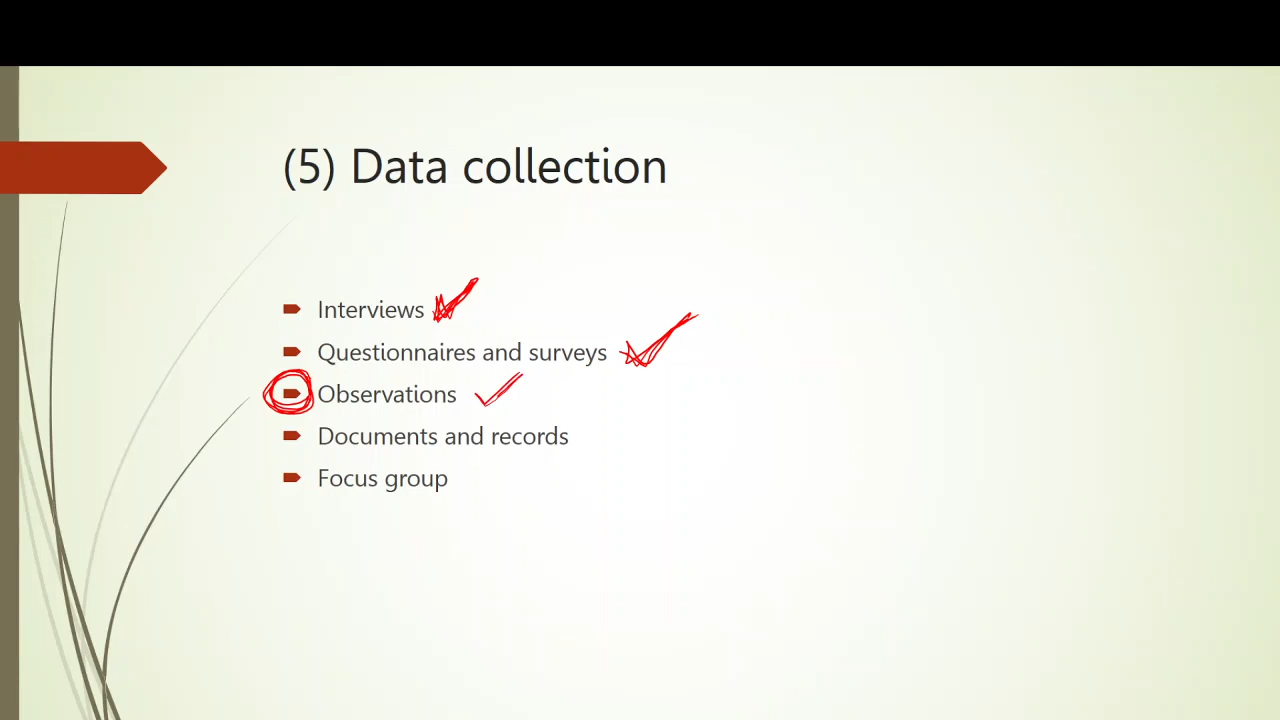 (5) Data collection
Interviews
Questionnaires and surveys
Observations
Documents and records
Focus group